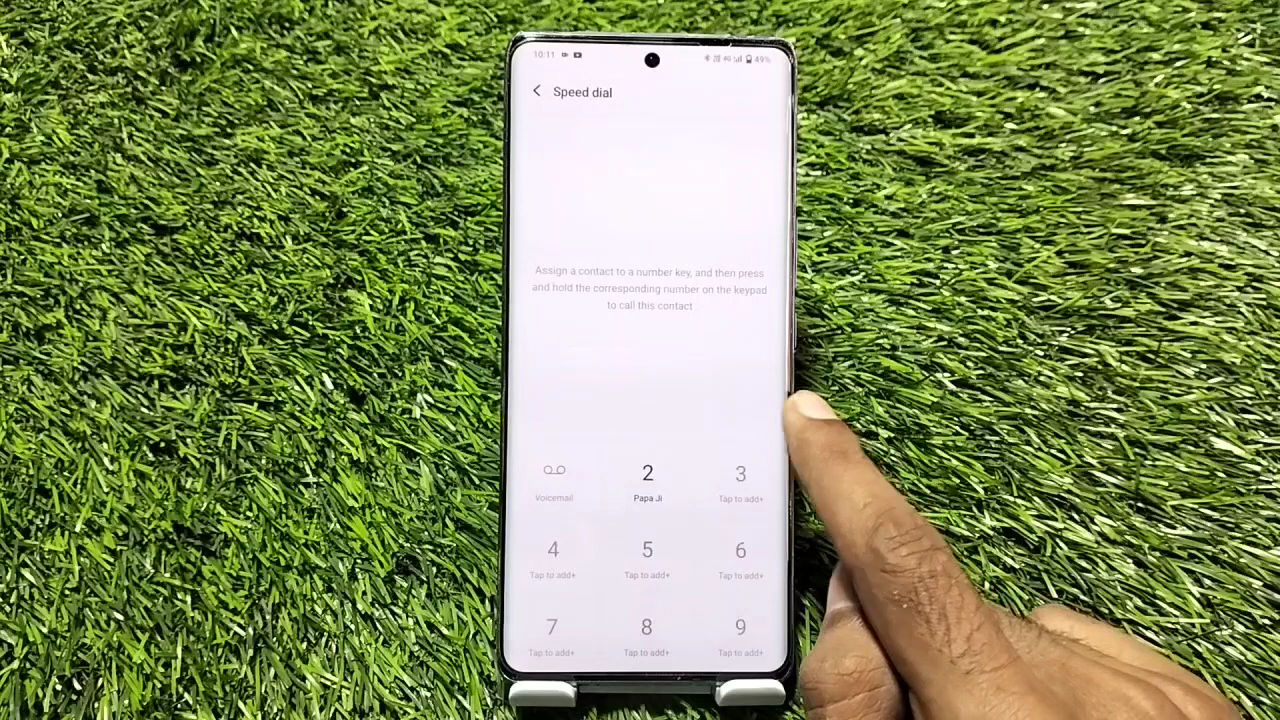 10:11 49%
Speed dial
Assign a contact to a number key, and then press
and hold the corresponding number on the keypad
to call this contact
2 3
Voicemail Papa Ji Tap to add+
4 5 6
Tap to add+ Tap to add+ Tap to add+
7 8 9
Tap to add+ Tap to add+ Tap to add+